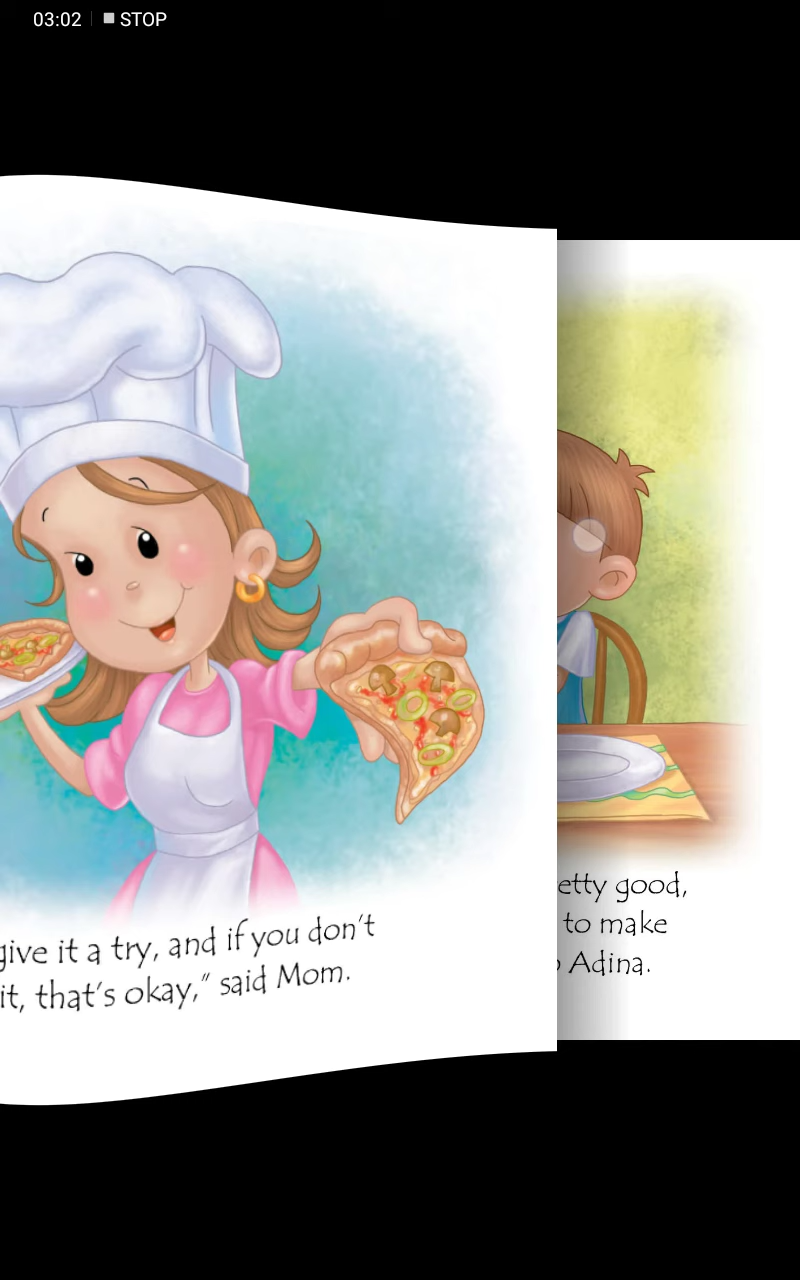 03:02 STOP
give it a try, and if you don't
it, that's okay," said Mom.
good,
to make
Adina.